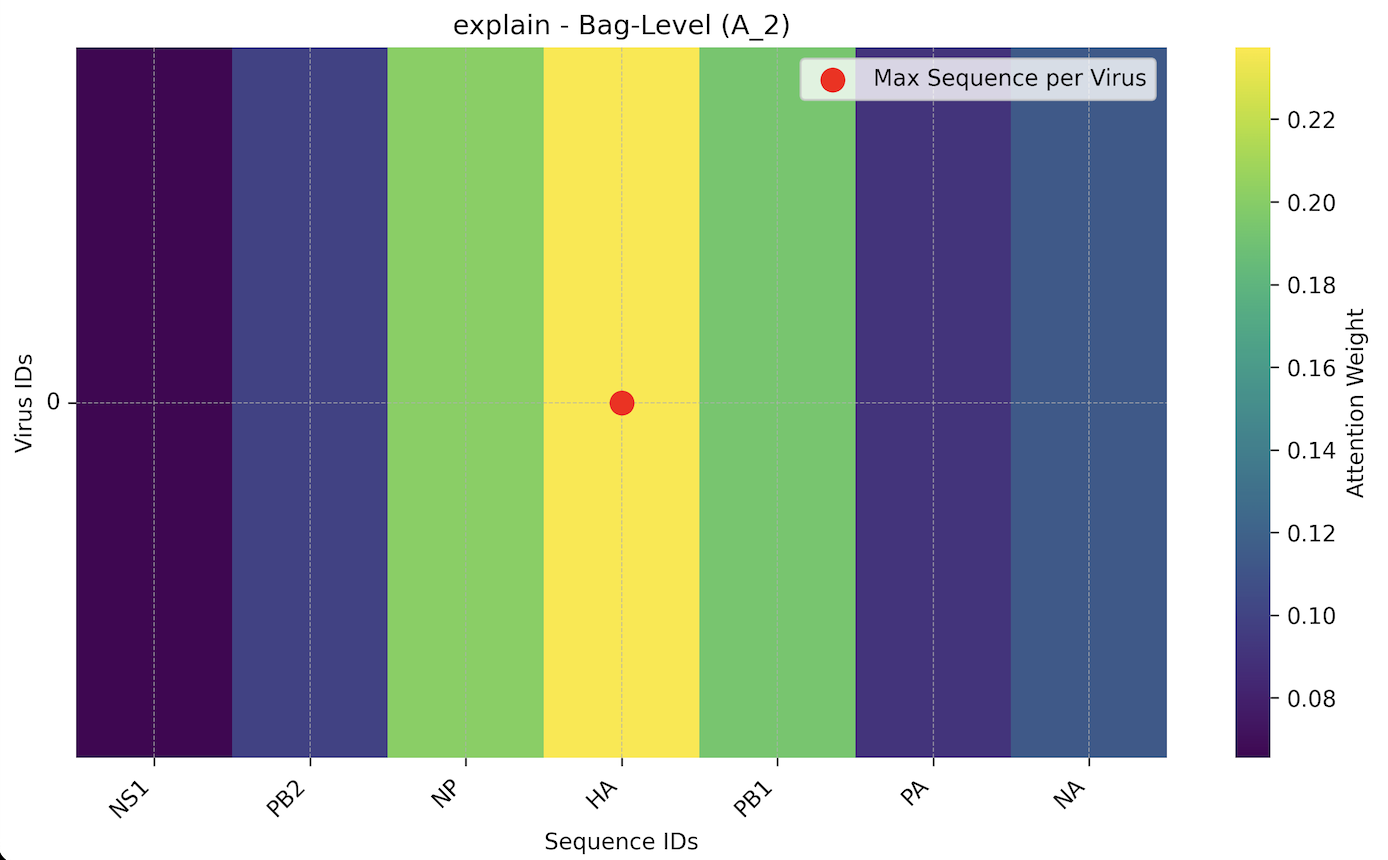 explain - Bag-Level (A_2)
Max Sequence per Virus
0.22
0.20
0.18
0.16
0.14
0.12
0.10
0.08
Attention Weight
Virus IDs
0
NS1
PB2
NP
HA
PB1
PA
NA
Sequence IDs